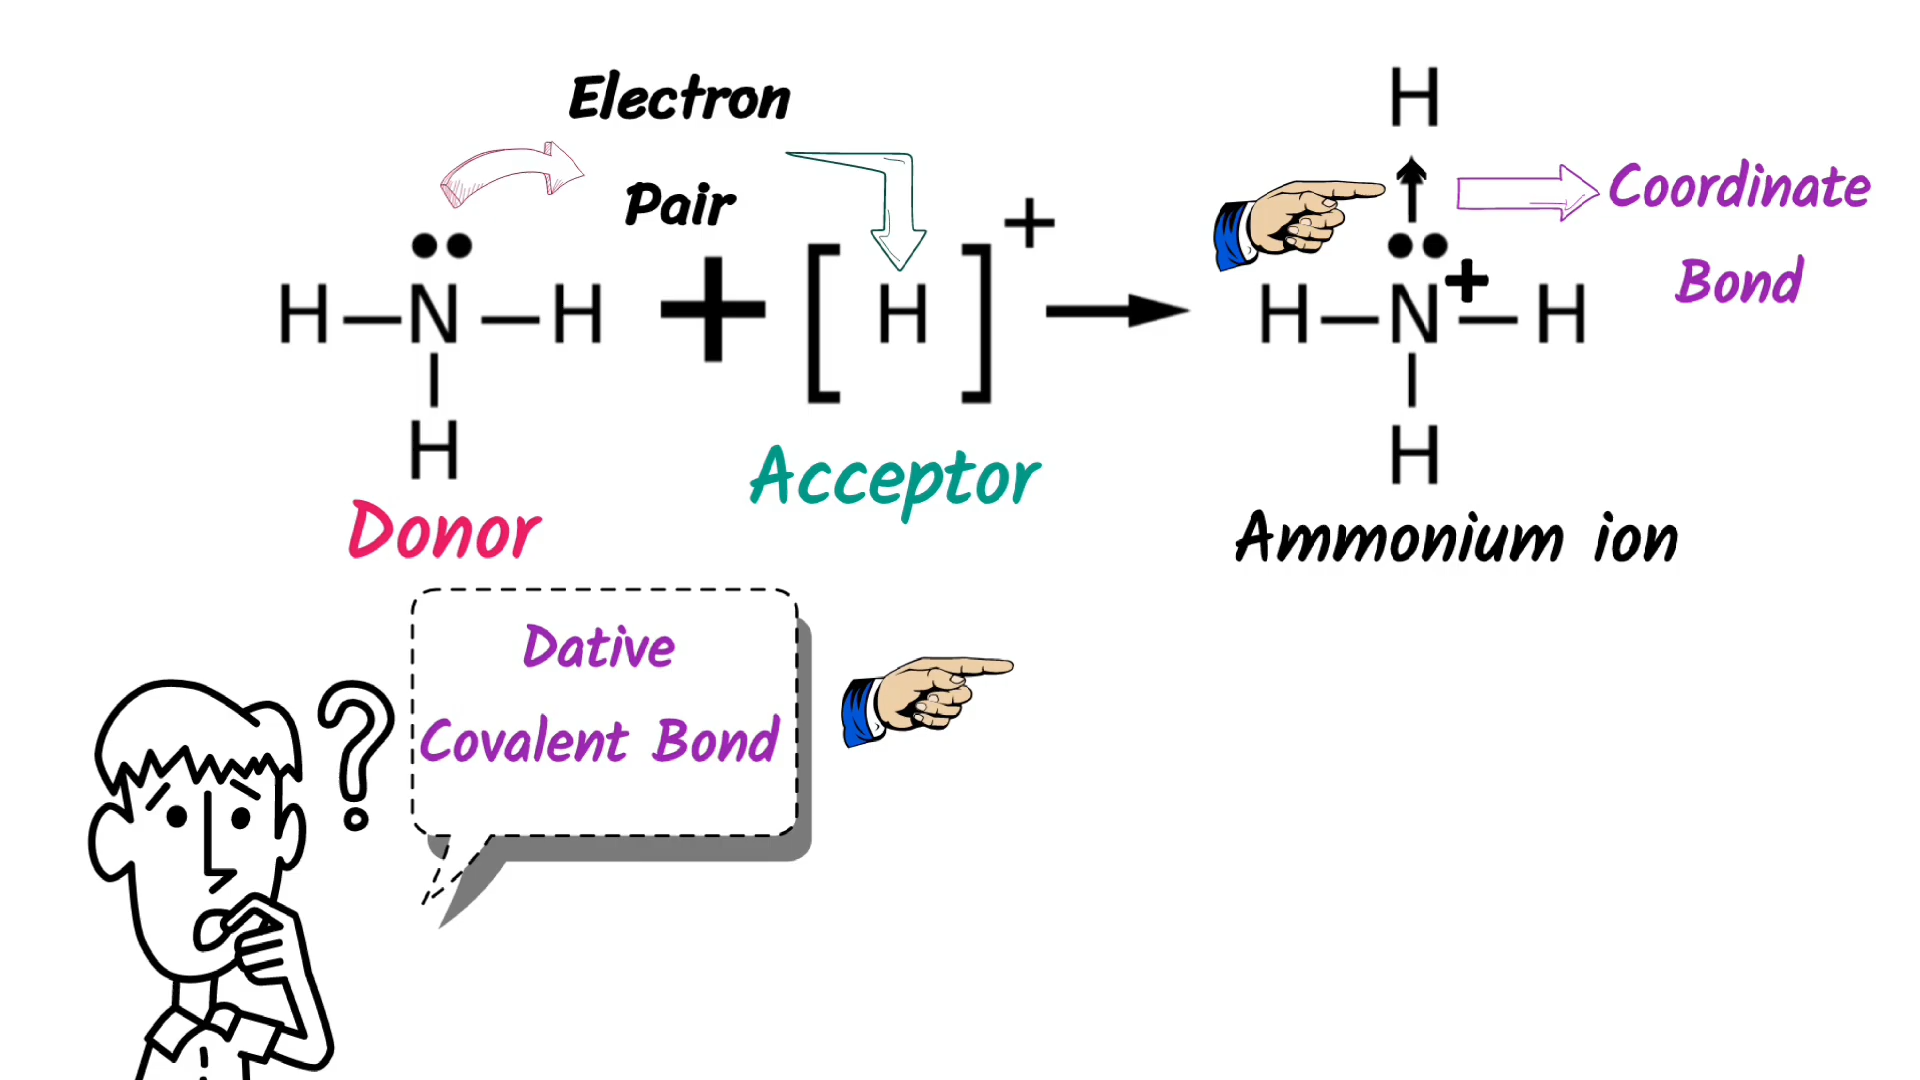 Electron
Pair
H
H—N—H + [H]+ → H—N+—H
H
H
Coordinate
Bond
Donor
Acceptor
Ammonium ion
?
Dative
Covalent Bond